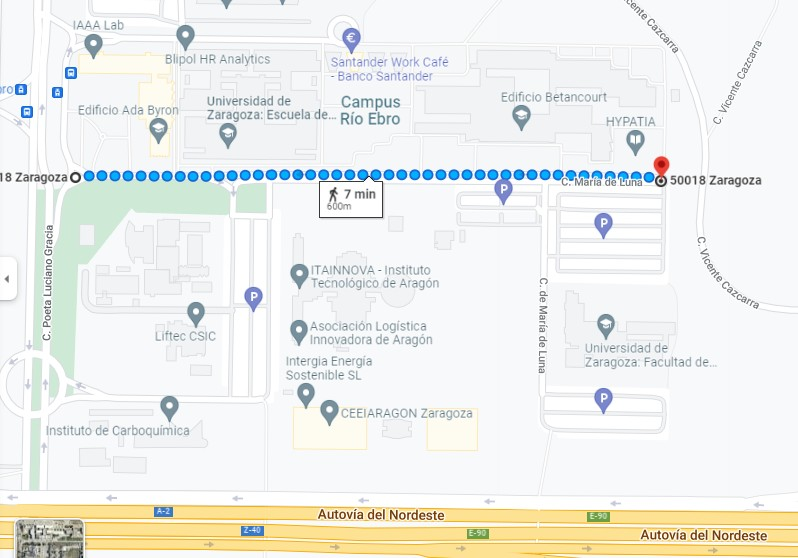 IAAA Lab
Blipol HR Analytics
Santander Work Café
- Banco Santander
C. Vicente Cazcarra
C. Vicente Cazcarra
Edificio Ada Byron
Universidad de
Zaragoza: Escuela de...
Campus
Río Ebro
Edificio Betancourt
HYPATIA
18 Zaragoza
7 min
600m
C. María de Luna
50018 Zaragoza
P
P
P
P
C. Poeta Luciano Gracia
ITAINNOVA - Instituto
Tecnológico de Aragón
C. de María de Luna
C. Vicente Cazcarra
Liftec CSIC
Asociación Logística
Innovadora de Aragón
Universidad de
Zaragoza: Facultad de...
Intergia Energía
Sostenible SL
CEEIARAGON Zaragoza
Instituto de Carboquímica
A-2
Autovía del Nordeste
E-90
Z-40
E-90
Autovía del Nordeste